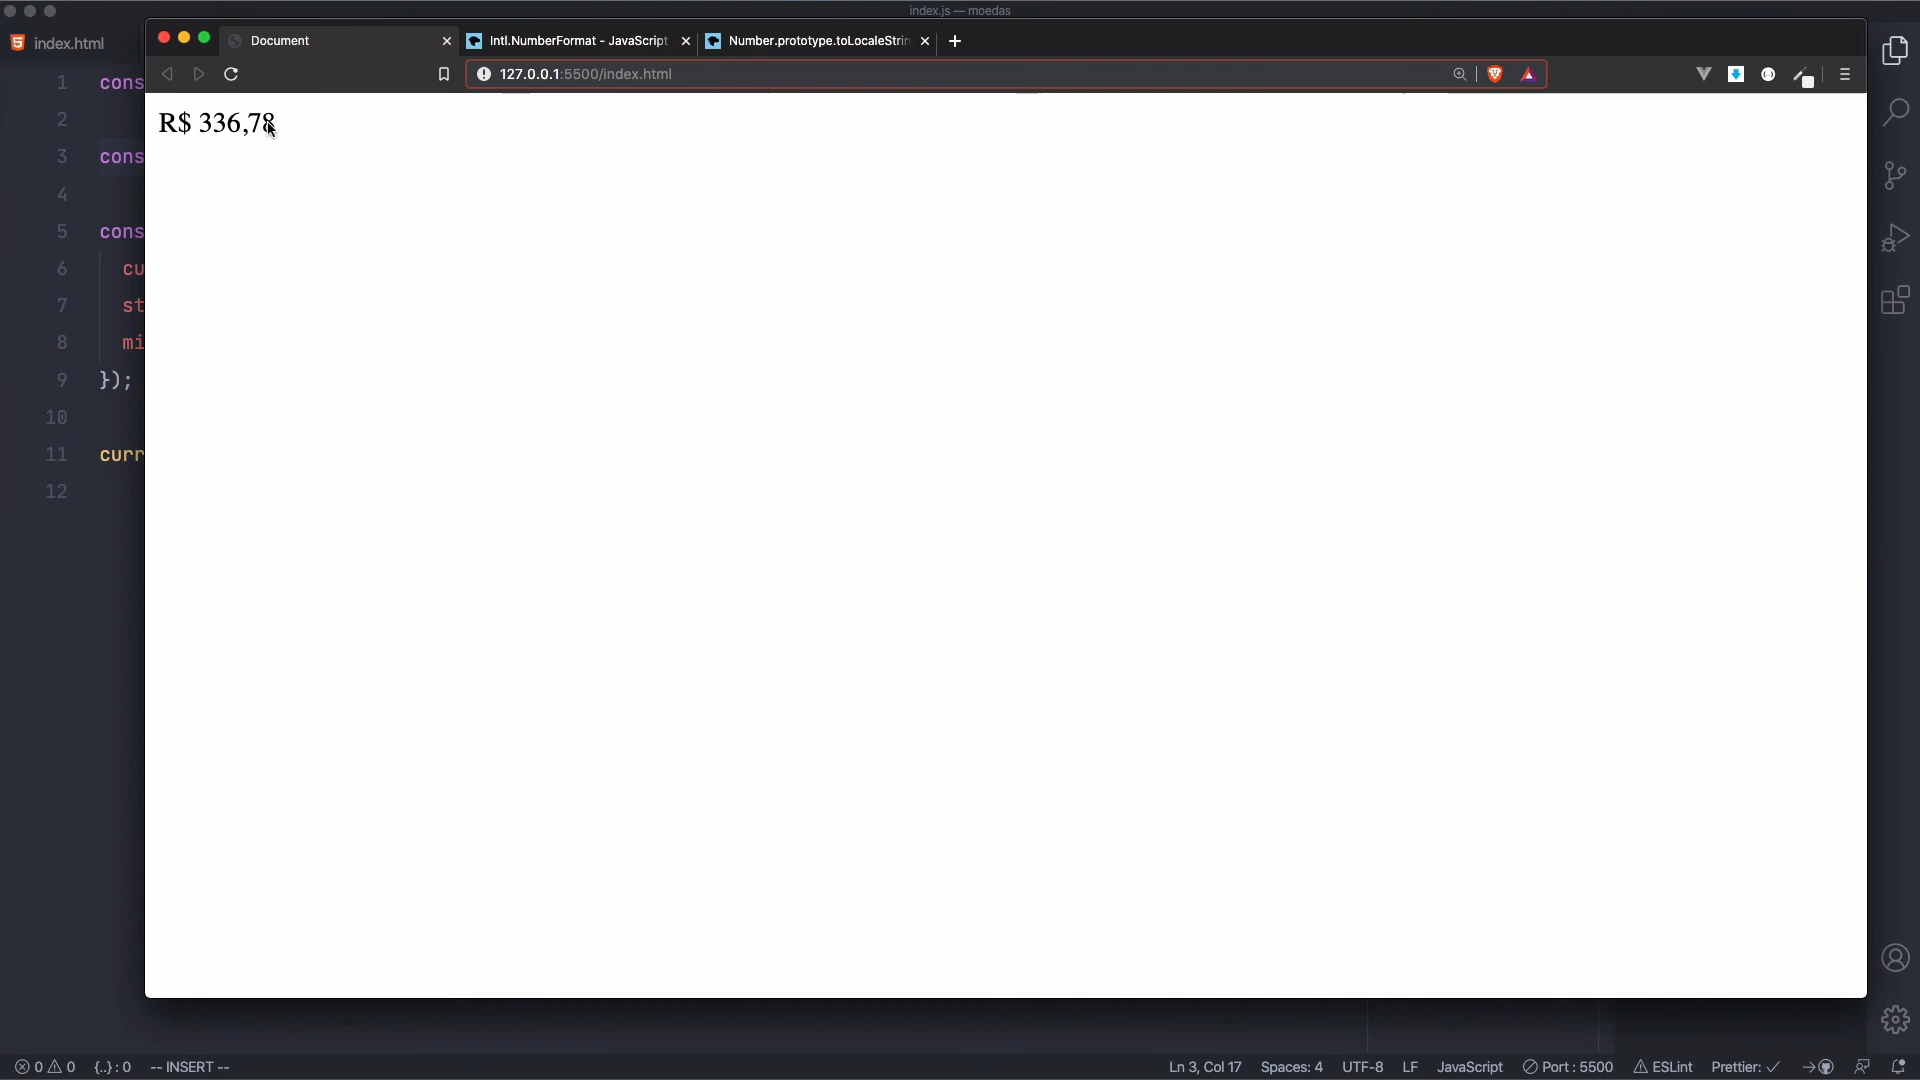 index.js — moedas
index.html
Document
Intl.NumberFormat - JavaScript
Number.prototype.toLocaleStrin
127.0.0.1:5500/index.html
R$ 336,78
1 cons
2
3 cons
4
5 cons
6 cu
7 st
8 mi
9 });
10
11 curr
12
0 0 {..} : 0 -- INSERT --
Ln 3, Col 17 Spaces: 4 UTF-8 LF JavaScript Port : 5500 ESLint Prettier: ✓